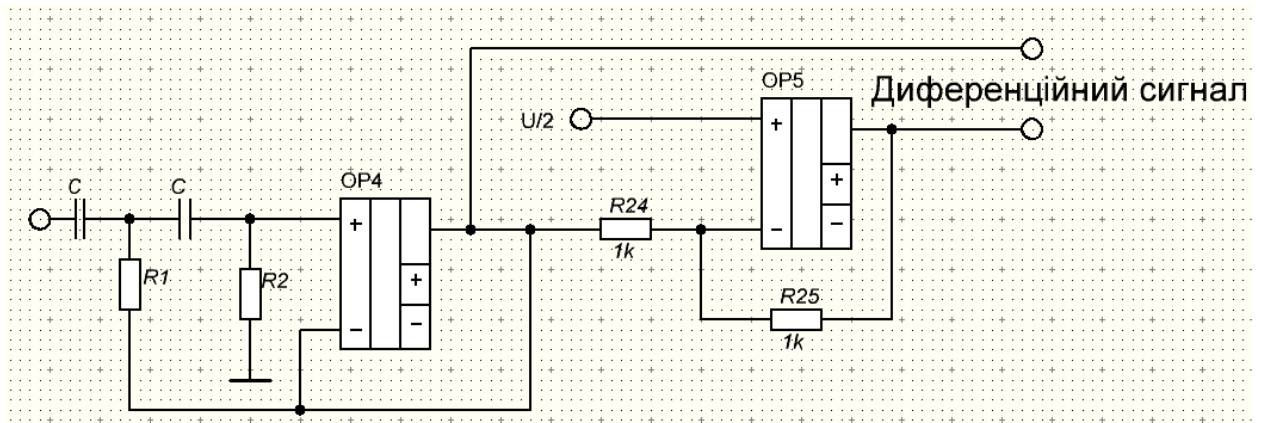 OP5
Диференційний сигнал
U/2
+
C
C
OP4
+
R24
+
−
−
1k
R1
R2
+
R25
−
−
1k